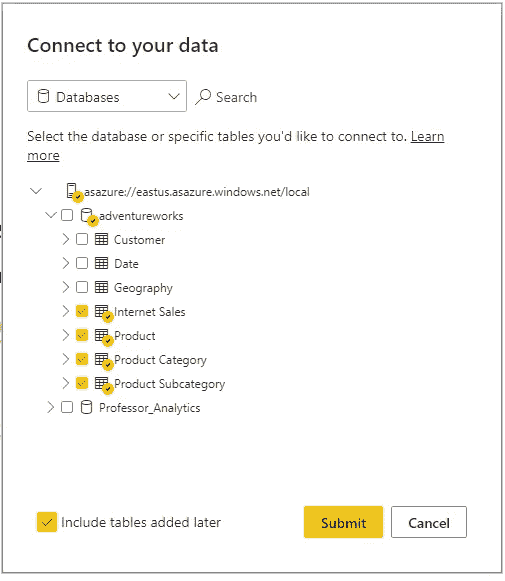 Connect to your data
Databases
Search
Select the database or specific tables you'd like to connect to. Learn
more
asazure://eastus.asazure.windows.net/local
adventureworks
Customer
Date
Geography
Internet Sales
Product
Product Category
Product Subcategory
Professor_Analytics
Include tables added later
Submit
Cancel